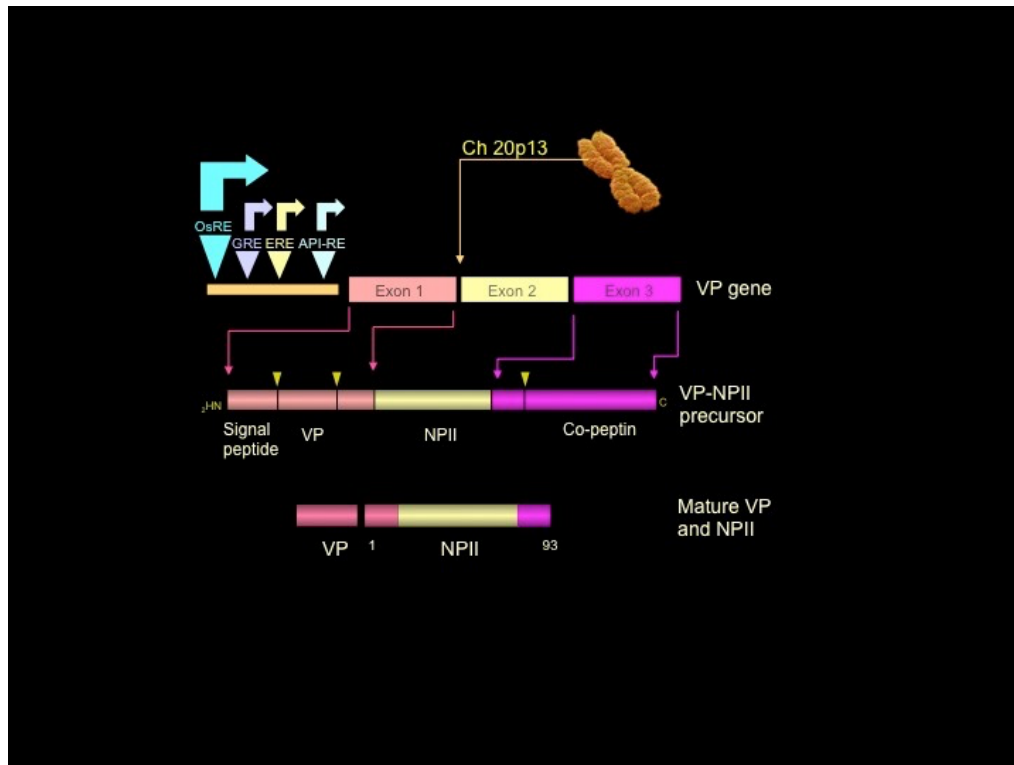 Ch 20p13
OsRE
GRE ERE API-RE
Exon 1 Exon 2 Exon 3 VP gene
₂HN C VP-NPII
precursor
Signal
peptide VP NPII Co-peptin
Mature VP
and NPII
VP 1 NPII 93